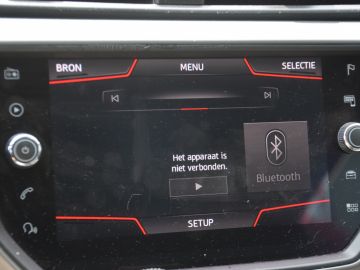 BRON MENU SELECTIE
Het apparaat is
niet verbonden.
Bluetooth
SETUP